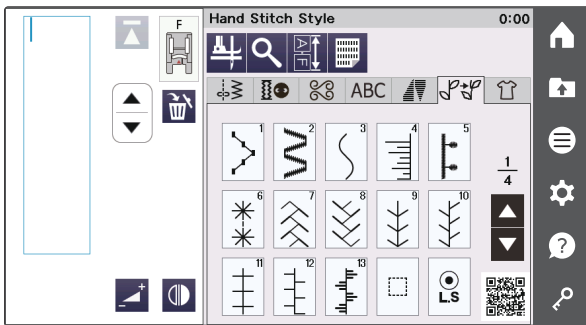 F
Hand Stitch Style 0:00
A F
ABC
1 2 3 4 5
1
4
6 7 8 9 10
11 12 13
L.S
?